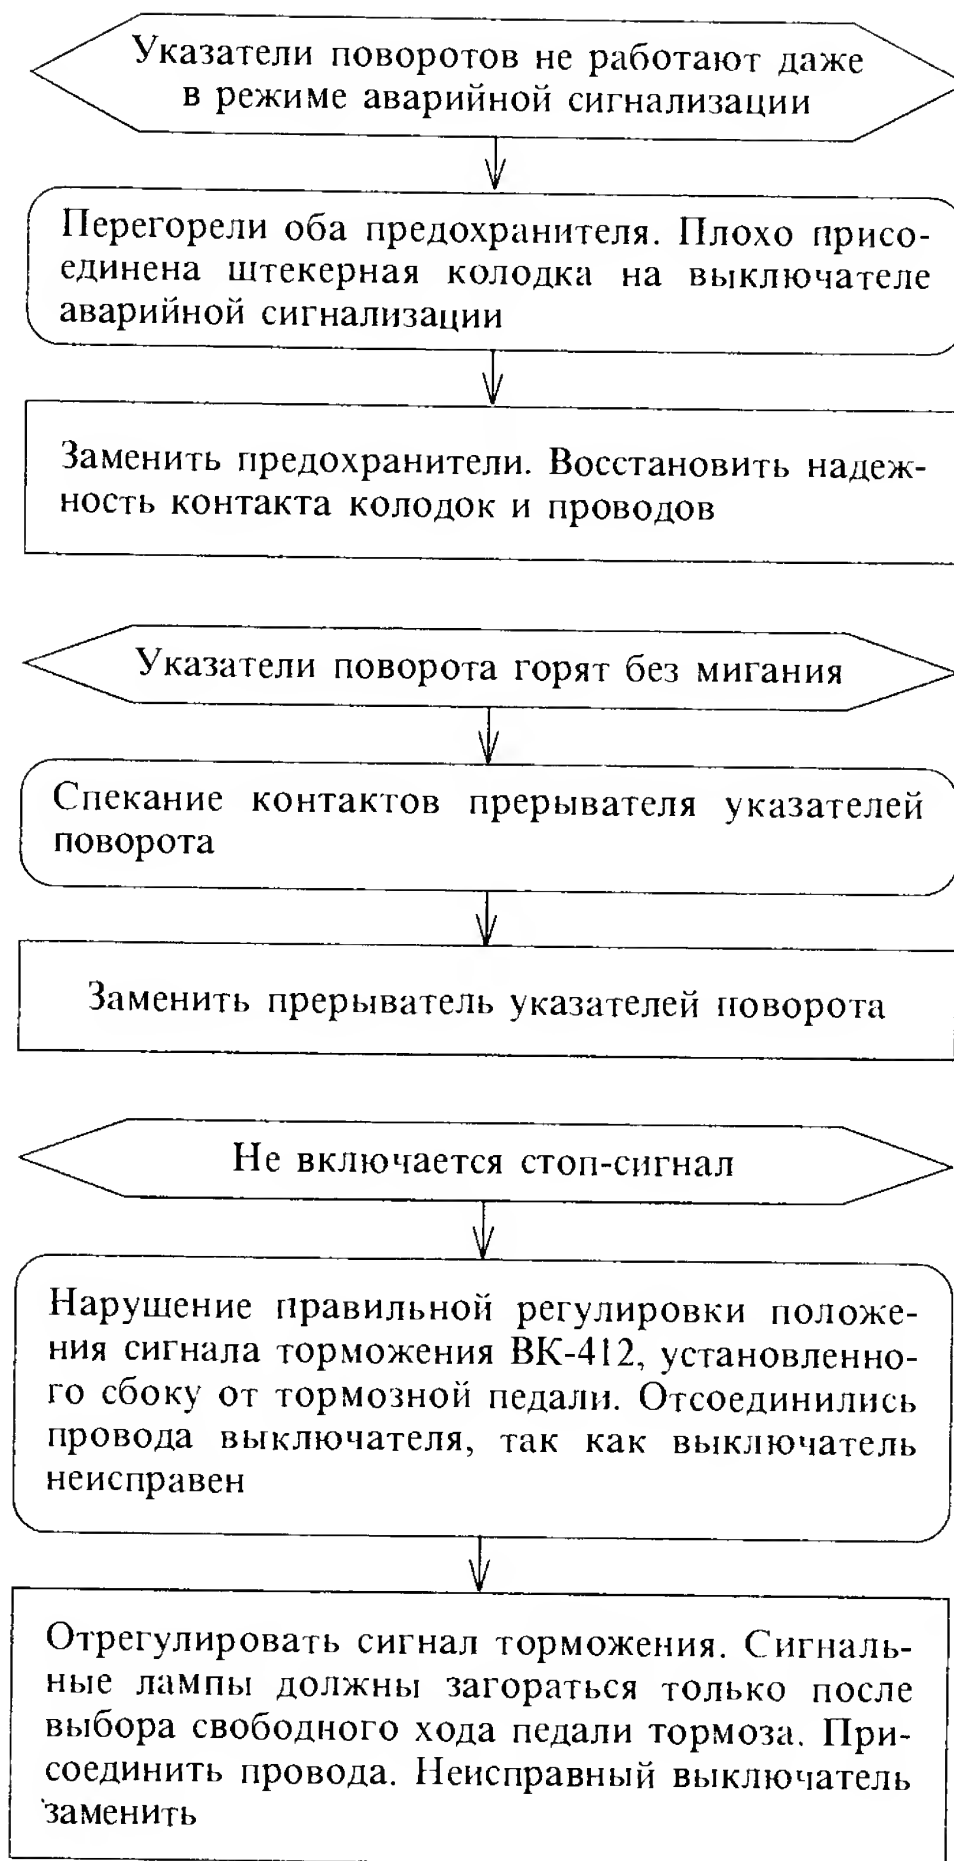 Указатели поворотов не работают даже
в режиме аварийной сигнализации
Перегорели оба предохранителя. Плохо присо-
единена штекерная колодка на выключателе
аварийной сигнализации
Заменить предохранители. Восстановить надеж-
ность контакта колодок и проводов
Указатели поворота горят без мигания
Спекание контактов прерывателя указателей
поворота
Заменить прерыватель указателей поворота
Не включается стоп-сигнал
Нарушение правильной регулировки положе-
ния сигнала торможения ВК-412, установленно-
го сбоку от тормозной педали. Отсоединились
провода выключателя, так как выключатель
неисправен
Отрегулировать сигнал торможения. Сигналь-
ные лампы должны загораться только после
выбора свободного хода педали тормоза. При-
соединить провода. Неисправный выключатель
заменить